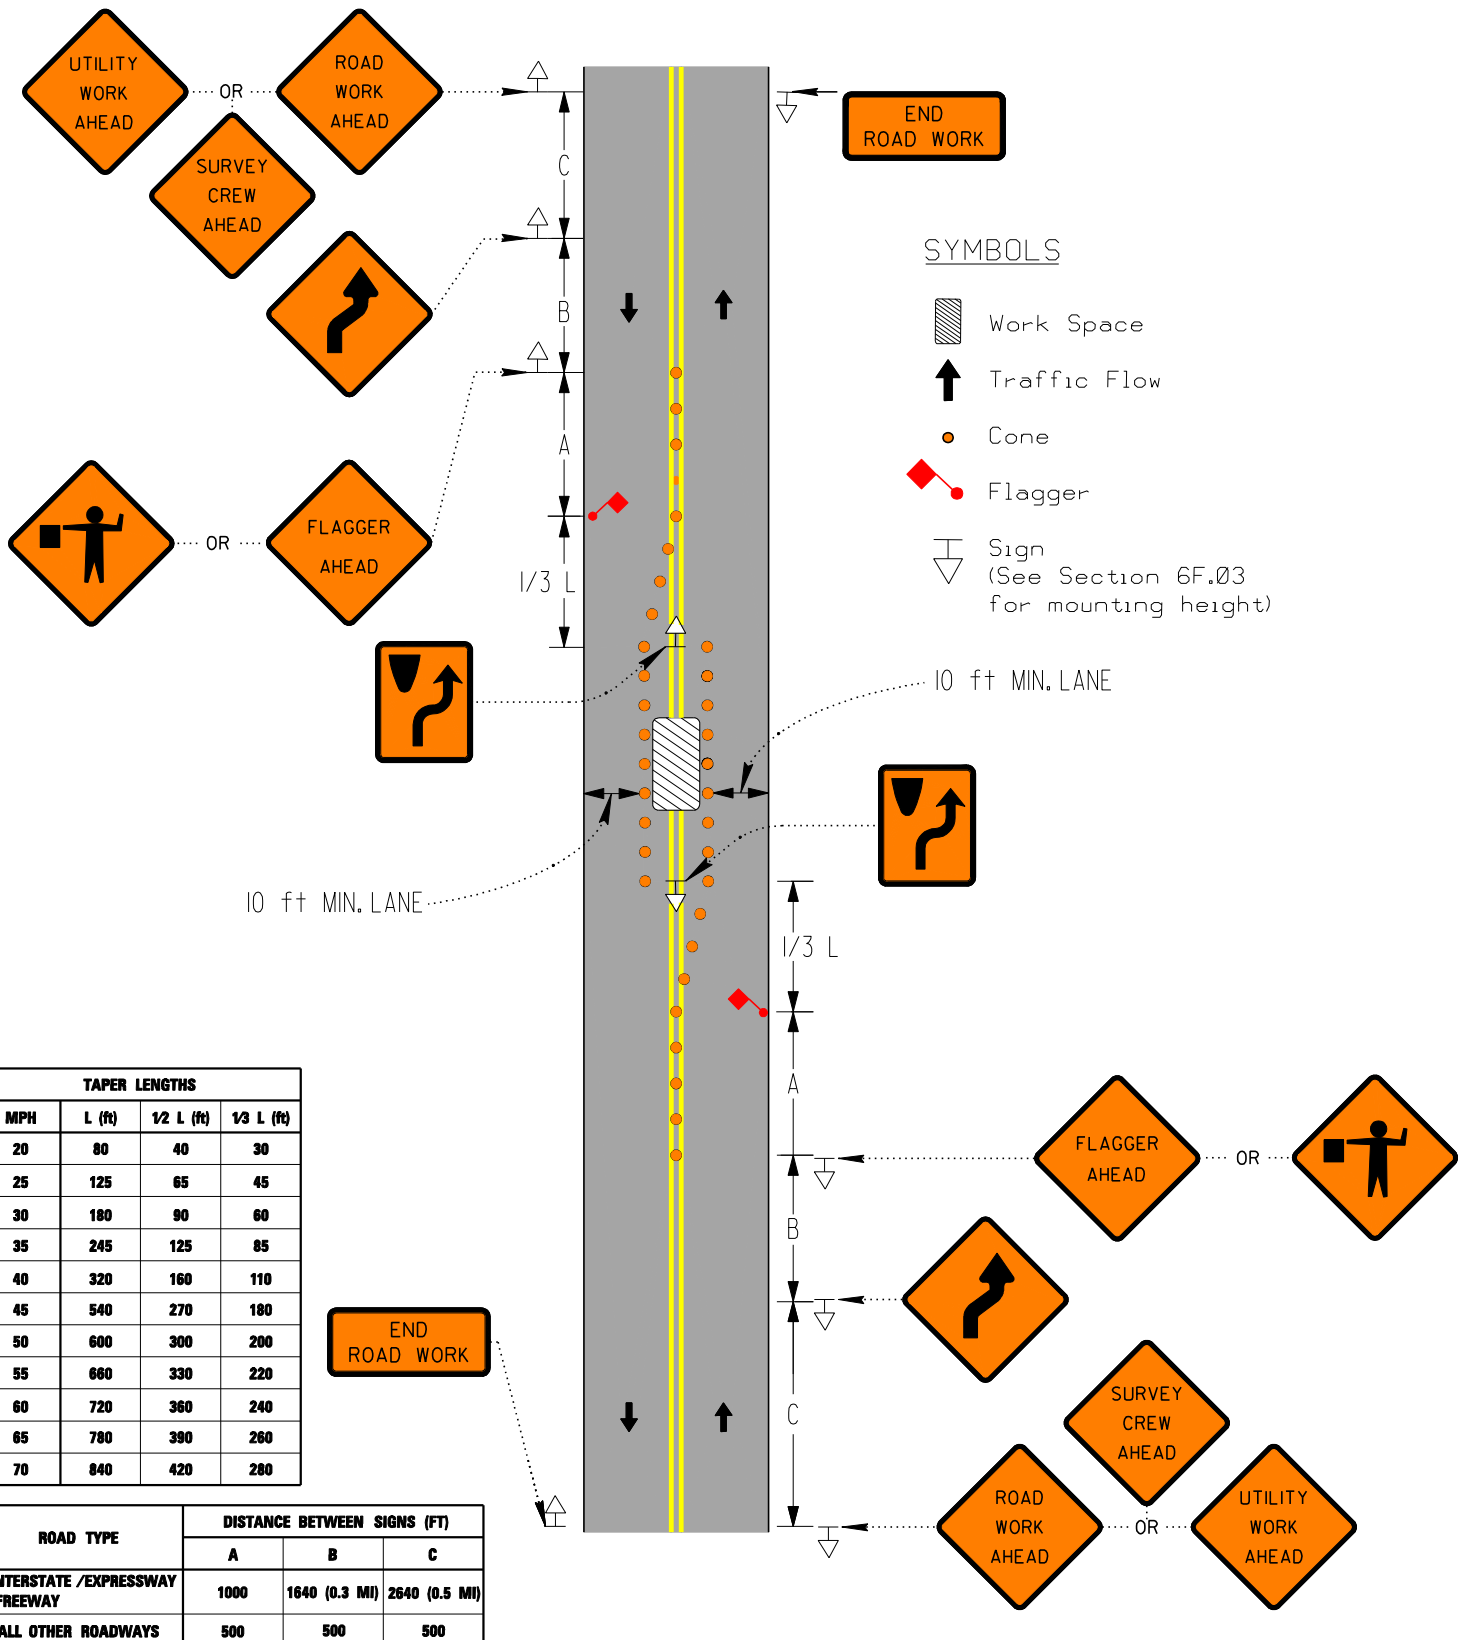 UTILITY
WORK
AHEAD
OR
ROAD
WORK
AHEAD
SURVEY
CREW
AHEAD
C
END
ROAD WORK
SYMBOLS
Work Space
Traffic Flow
Cone
Flagger
Sign
(See Section 6F.03
for mounting height)
B
A
OR
FLAGGER
AHEAD
1/3 L
10 ft MIN. LANE
10 ft MIN. LANE
1/3 L
A
FLAGGER
AHEAD
OR
B
C
SURVEY
CREW
AHEAD
ROAD
WORK
AHEAD
OR
UTILITY
WORK
AHEAD
END
ROAD WORK
TAPER LENGTHS
MPH L (ft) 1/2 L (ft) 1/3 L (ft)
20 80 40 30
25 125 65 45
30 180 90 60
35 245 125 85
40 320 160 110
45 540 270 180
50 600 300 200
55 660 330 220
60 720 360 240
65 780 390 260
70 840 420 280
ROAD TYPE
DISTANCE BETWEEN SIGNS (FT)
A B C
NTERSTATE /EXPRESSWAY
FREEWAY
1000 1640 (0.3 MI) 2640 (0.5 MI)
ALL OTHER ROADWAYS 500 500 500